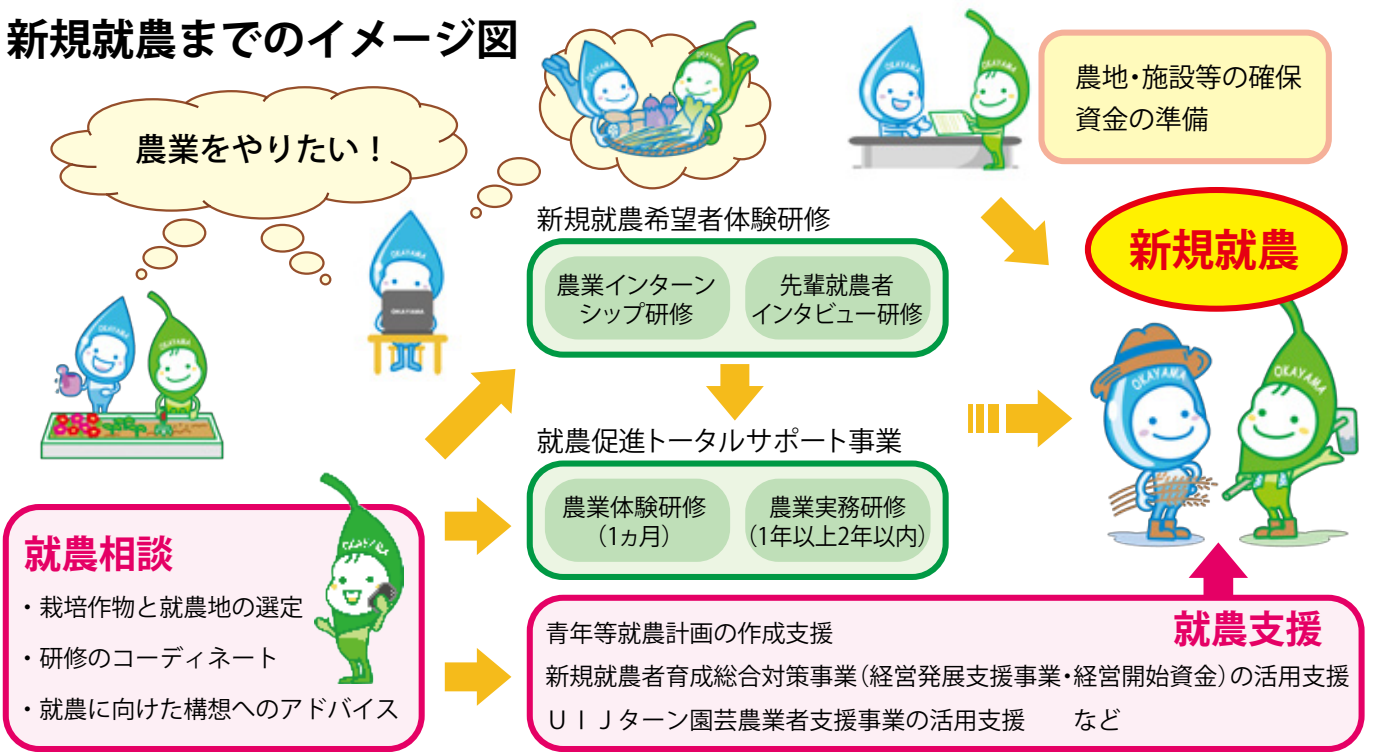 新規就農までのイメージ図
農業をやりたい！
OKAYAMA
OKAYAMA
OKAYAMA
OKAYAMA
農地・施設等の確保
資金の準備
新規就農
OKAYAMA
OKAYAMA
OKAYAMA
OKAYAMA
OKAYAMA
OKAYAMA
新規就農希望者体験研修
農業インターン
シップ研修
先輩就農者
インタビュー研修
就農促進トータルサポート事業
農業体験研修
（1ヵ月）
農業実務研修
（1年以上2年以内）
就農相談
OKAYAMA
・栽培作物と就農地の選定
・研修のコーディネート
・就農に向けた構想へのアドバイス
就農支援
青年等就農計画の作成支援
新規就農者育成総合対策事業（経営発展支援事業・経営開始資金）の活用支援
ＵＩＪターン園芸農業者支援事業の活用支援　　など